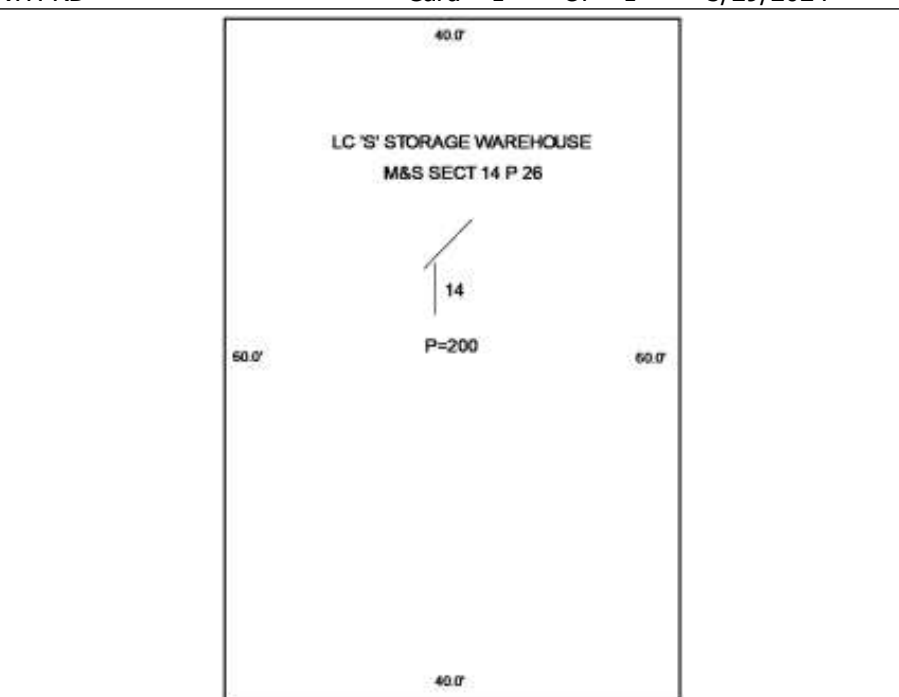 40.0'
LC 'S' STORAGE WAREHOUSE
M&S SECT 14 P 26
14
P=200
60.0' 60.0'
40.0'